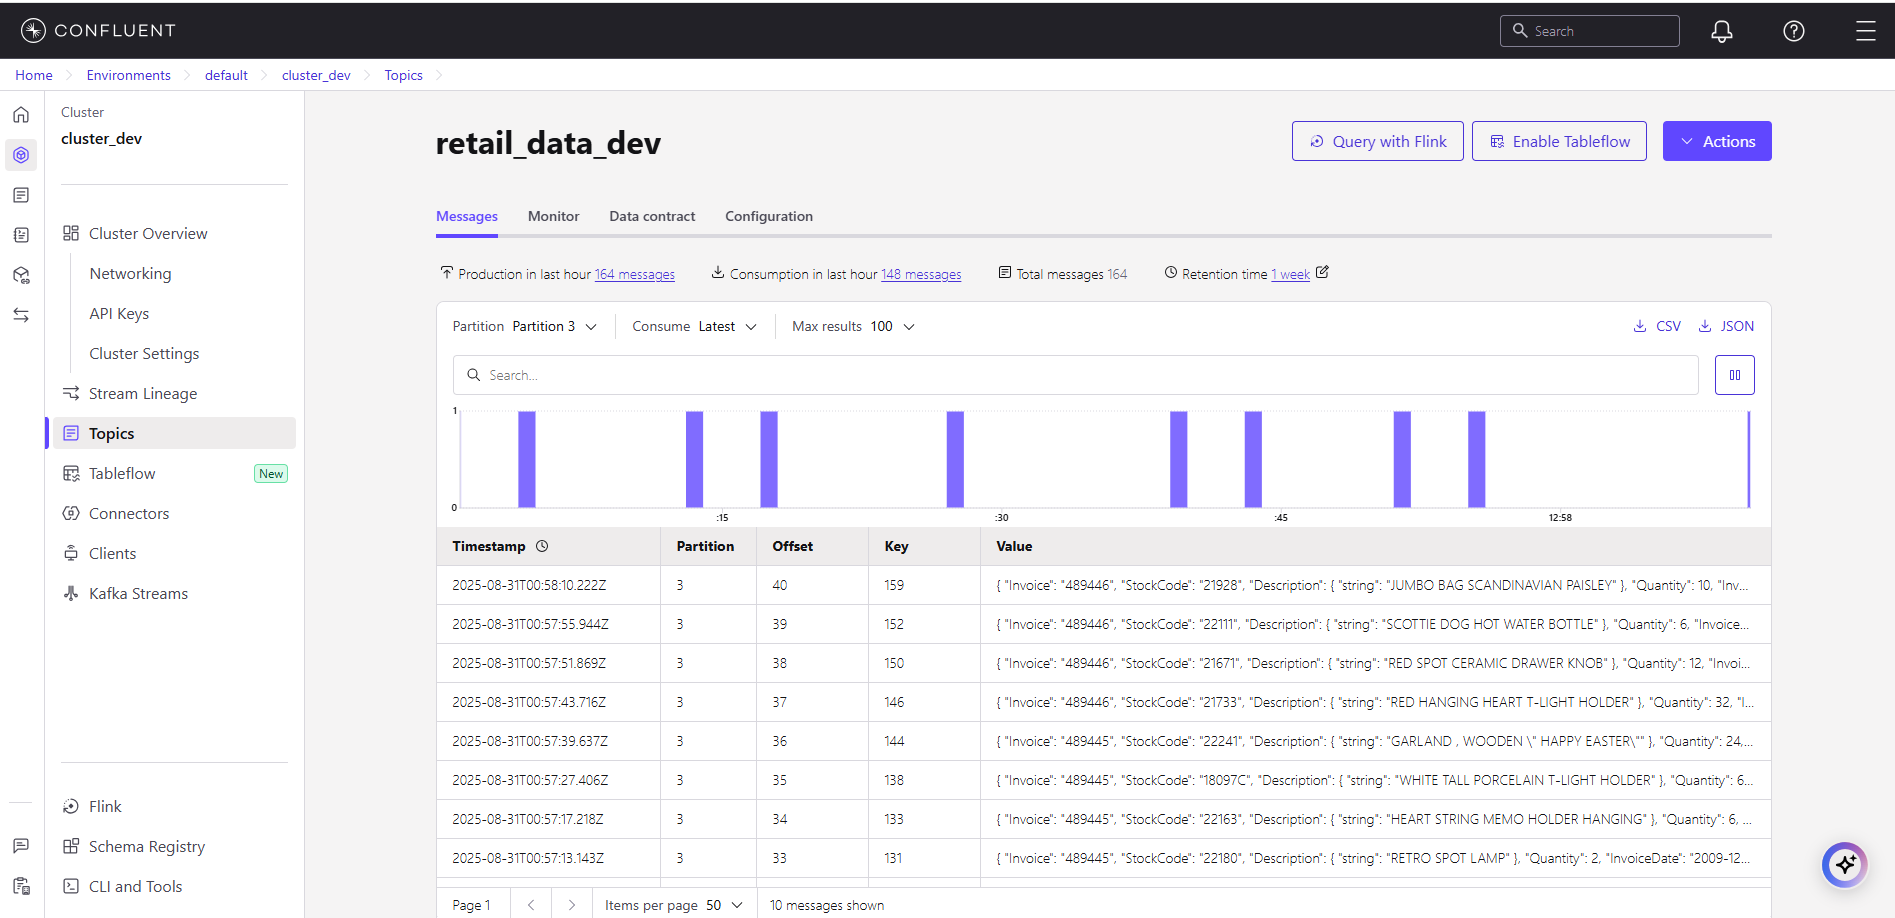 CONFLUENT
Search
Home
Environments
default
cluster_dev
Topics
Cluster
cluster_dev
Cluster Overview
Networking
API Keys
Cluster Settings
Stream Lineage
Topics
Tableflow New
Connectors
Clients
Kafka Streams
Flink
Schema Registry
CLI and Tools
retail_data_dev
Query with Flink
Enable Tableflow
Actions
Messages Monitor Data contract Configuration
Production in last hour 164 messages Consumption in last hour 148 messages Total messages 164 Retention time 1 week
Partition Partition 3 Consume Latest Max results 100 CSV JSON
Search...
1
0
:15 :30 :45 12:58
Timestamp Partition Offset Key Value
2025-08-31T00:58:10.222Z 3 40 159 { "Invoice": "489446", "StockCode": "21928", "Description": { "string": "JUMBO BAG SCANDINAVIAN PAISLEY" }, "Quantity": 10, "Inv...
2025-08-31T00:57:55.944Z 3 39 152 { "Invoice": "489446", "StockCode": "22111", "Description": { "string": "SCOTTIE DOG HOT WATER BOTTLE" }, "Quantity": 6, "Invoice...
2025-08-31T00:57:51.869Z 3 38 150 { "Invoice": "489446", "StockCode": "21671", "Description": { "string": "RED SPOT CERAMIC DRAWER KNOB" }, "Quantity": 12, "Invoi...
2025-08-31T00:57:43.716Z 3 37 146 { "Invoice": "489446", "StockCode": "21733", "Description": { "string": "RED HANGING HEART T-LIGHT HOLDER" }, "Quantity": 32, "I...
2025-08-31T00:57:39.637Z 3 36 144 { "Invoice": "489445", "StockCode": "22241", "Description": { "string": "GARLAND , WOODEN \" HAPPY EASTER\"" }, "Quantity": 24,...
2025-08-31T00:57:27.406Z 3 35 138 { "Invoice": "489445", "StockCode": "18097C", "Description": { "string": "WHITE TALL PORCELAIN T-LIGHT HOLDER" }, "Quantity": 6...
2025-08-31T00:57:17.218Z 3 34 133 { "Invoice": "489445", "StockCode": "22163", "Description": { "string": "HEART STRING MEMO HOLDER HANGING" }, "Quantity": 6, ...
2025-08-31T00:57:13.143Z 3 33 131 { "Invoice": "489445", "StockCode": "22180", "Description": { "string": "RETRO SPOT LAMP" }, "Quantity": 2, "InvoiceDate": "2009-12...
Page 1 Items per page 50 10 messages shown